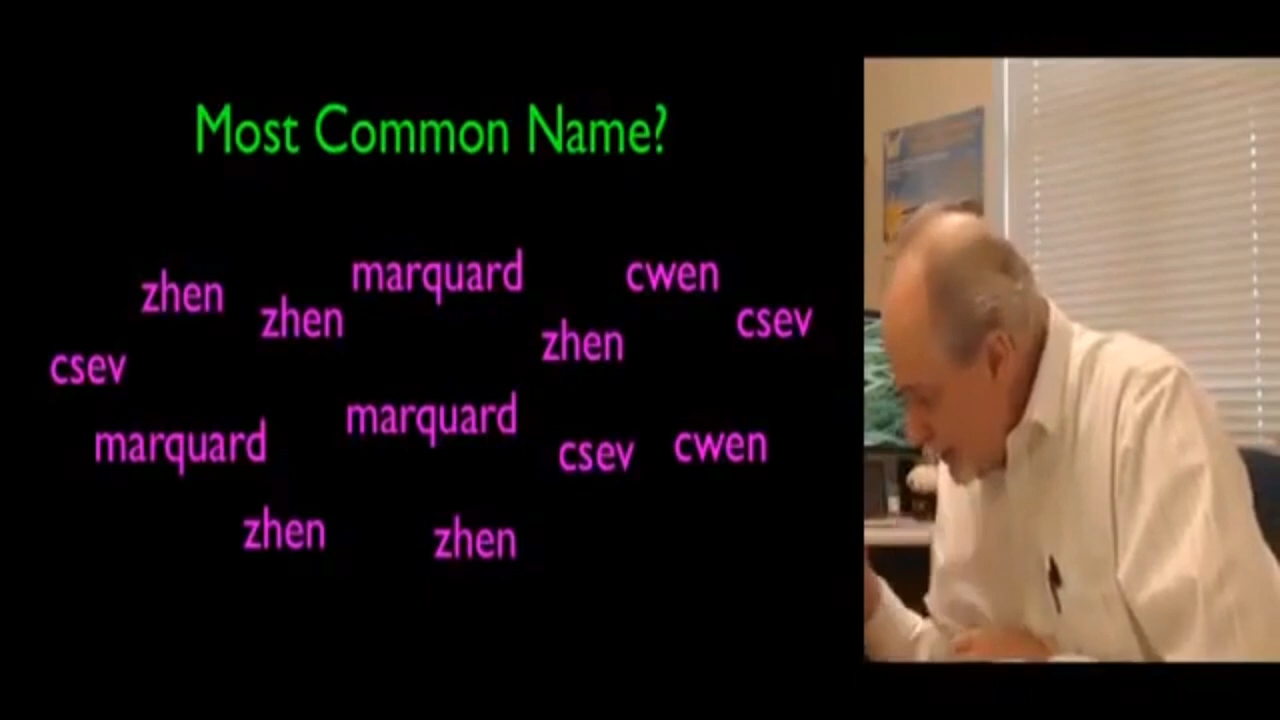 Most Common Name?
marquard cwen
zhen zhen csev
zhen
csev
marquard marquard
csev cwen
zhen zhen